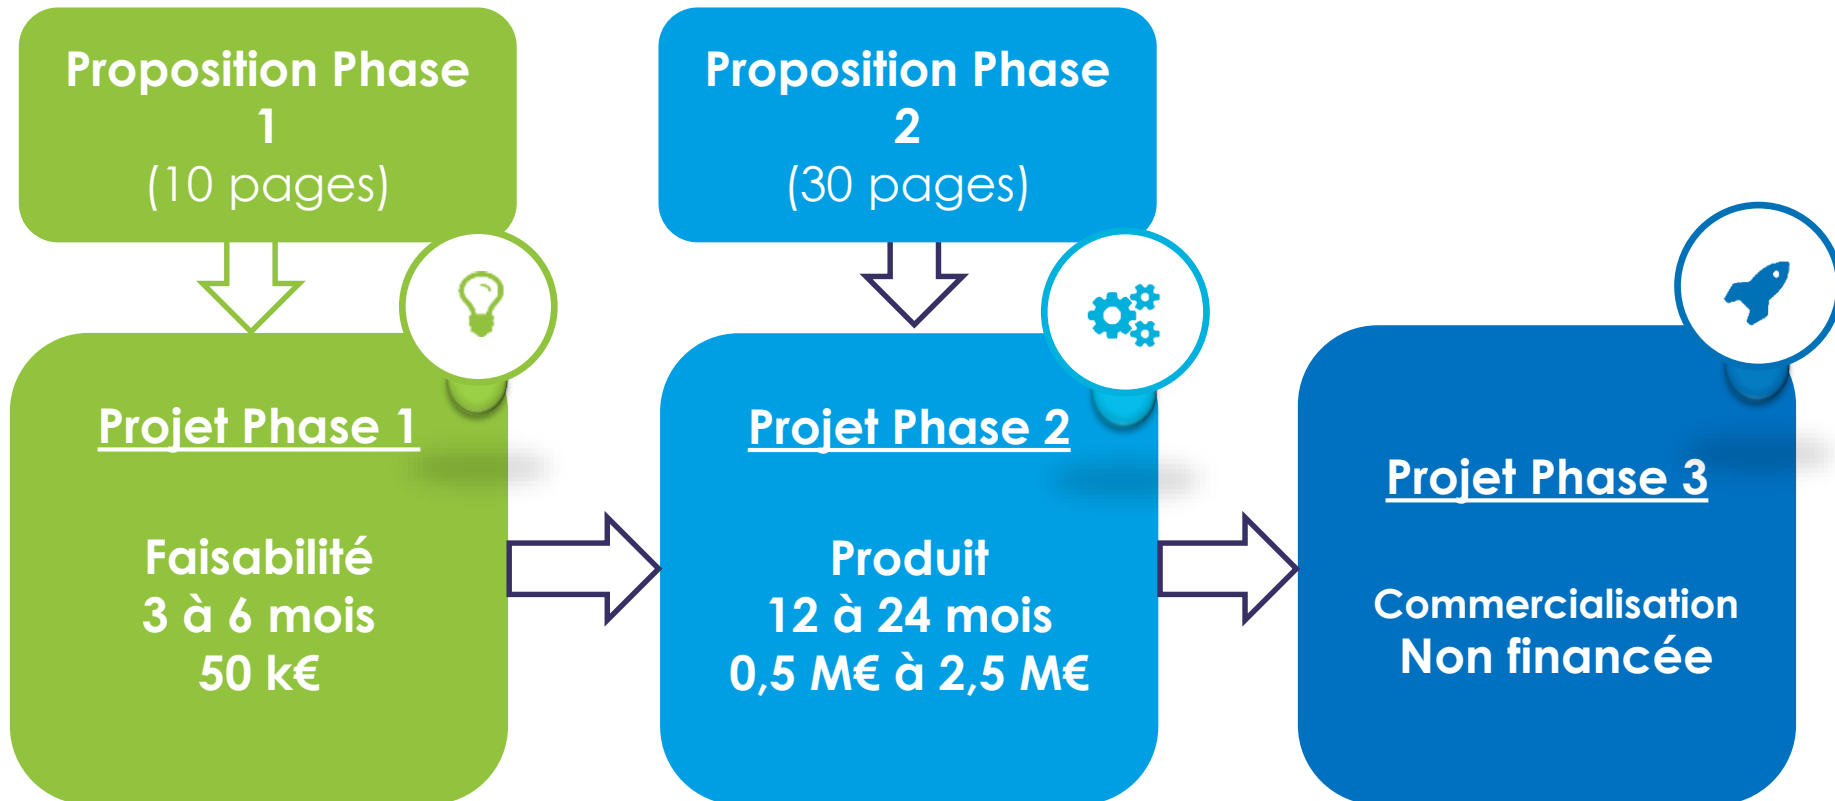 Proposition Phase
1
(10 pages)
Proposition Phase
2
(30 pages)
Projet Phase 1
Faisabilité
3 à 6 mois
50 k€
Projet Phase 2
Produit
12 à 24 mois
0,5 M€ à 2,5 M€
Projet Phase 3
Commercialisation
Non financée